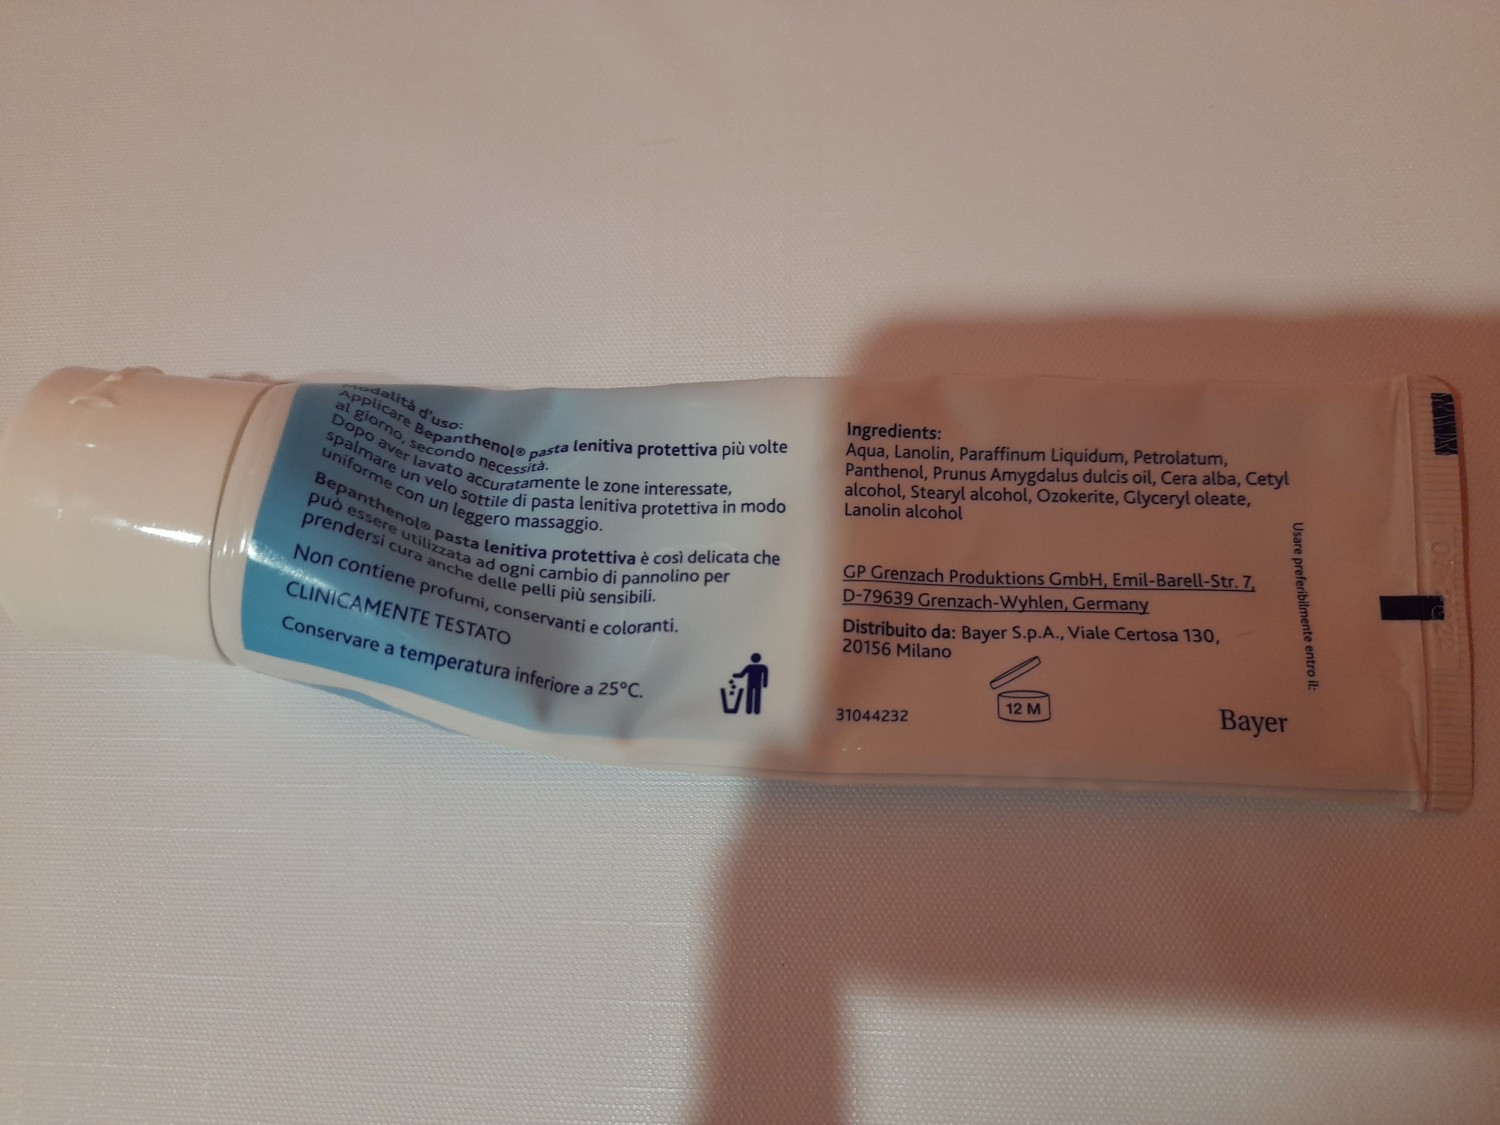 Modalità d'uso:
Applicare Bepanthenol® pasta lenitiva protettiva più volte
al giorno, secondo necessità.
Dopo aver lavato accuratamente le zone interessate,
spalmare un velo sottile di pasta lenitiva protettiva in modo
uniforme con un leggero massaggio.
Bepanthenol® pasta lenitiva protettiva è così delicata che
può essere utilizzata ad ogni cambio di pannolino per
prendersi cura anche delle pelli più sensibili.
Non contiene profumi, conservanti e coloranti.
CLINICAMENTE TESTATO
Conservare a temperatura inferiore a 25°C.
Ingredients:
Aqua, Lanolin, Paraffinum Liquidum, Petrolatum,
Panthenol, Prunus Amygdalus dulcis oil, Cera alba, Cetyl
alcohol, Stearyl alcohol, Ozokerite, Glyceryl oleate,
Lanolin alcohol
GP Grenzach Produktions GmbH, Emil-Barell-Str. 7,
D-79639 Grenzach-Wyhlen, Germany
Distribuito da: Bayer S.p.A., Viale Certosa 130,
20156 Milano
31044232
12 M
Bayer
Usare preferibilmente entro il: